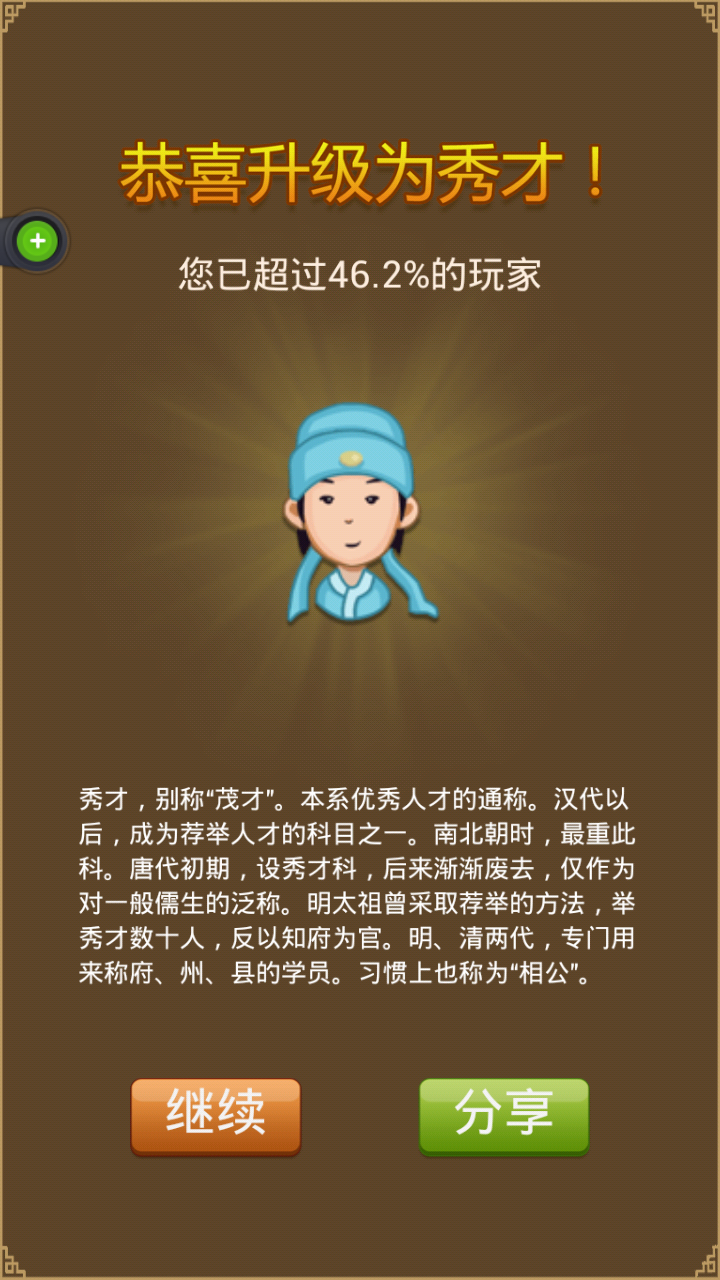 恭喜升级为秀才！
您已超过46.2%的玩家
秀才，别称“茂才”。本系优秀人才的通称。汉代以
后，成为荐举人才的科目之一。南北朝时，最重此
科。唐代初期，设秀才科，后来渐渐废去，仅作为
对一般儒生的泛称。明太祖曾采取荐举的方法，举
秀才数十人，反以知府为官。明、清两代，专门用
来称府、州、县的学员。习惯上也称为“相公”。
继续
分享